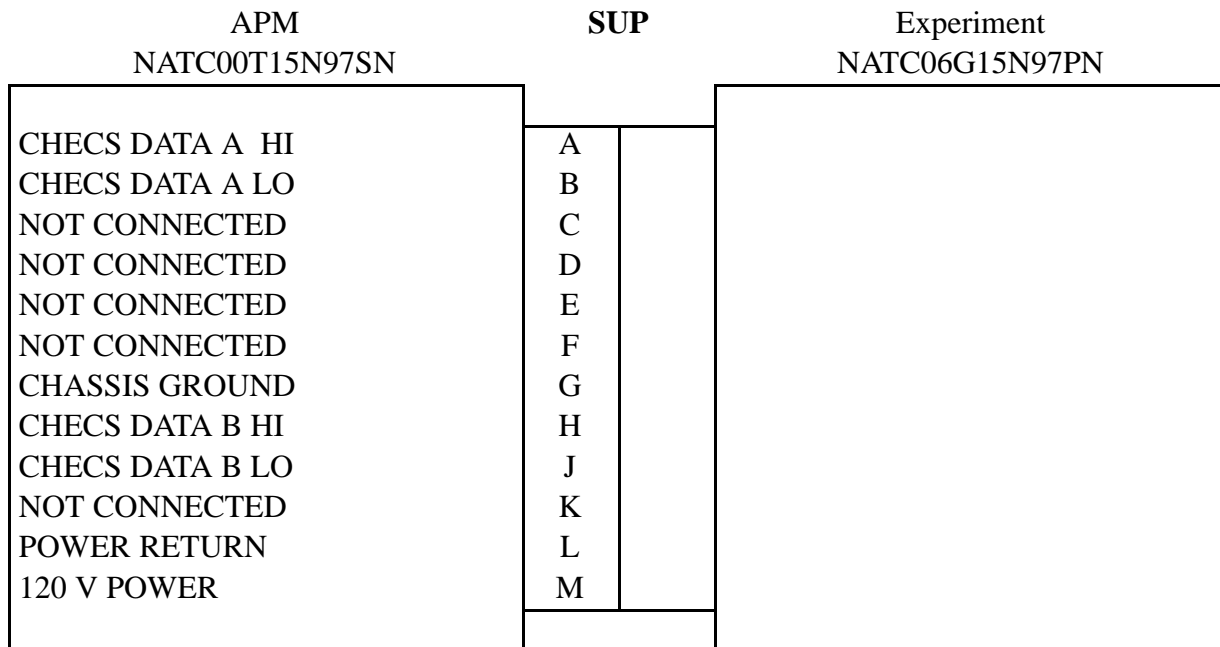 APM SUP Experiment
NATC00T15N97SN NATC06G15N97PN
CHECS DATA A HI A
CHECS DATA A LO B
NOT CONNECTED C
NOT CONNECTED D
NOT CONNECTED E
NOT CONNECTED F
CHASSIS GROUND G
CHECS DATA B HI H
CHECS DATA B LO J
NOT CONNECTED K
POWER RETURN L
120 V POWER M